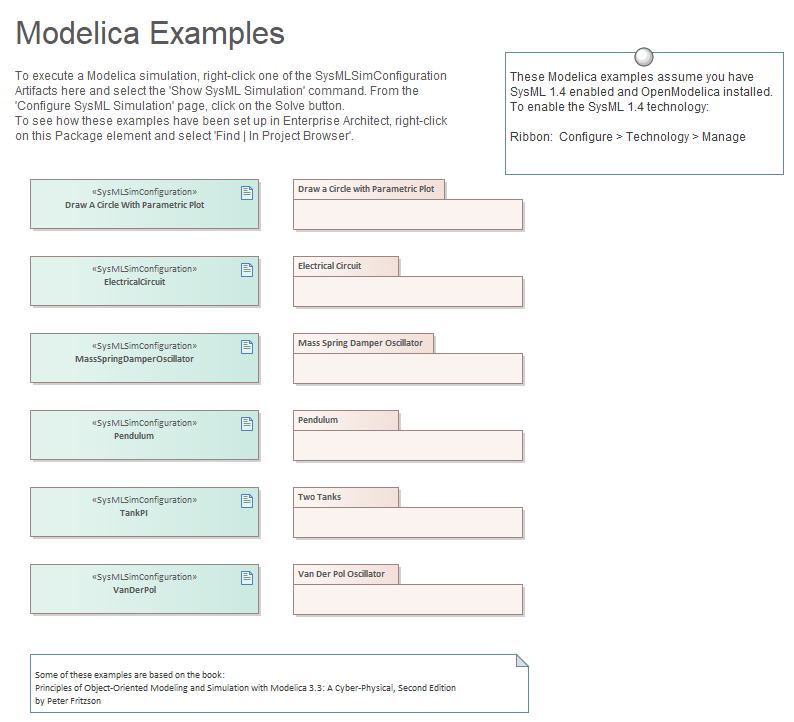 Modelica Examples
To execute a Modelica simulation, right-click one of the SysMLSimConfiguration
Artifacts here and select the 'Show SysML Simulation' command. From the
'Configure SysML Simulation' page, click on the Solve button.
To see how these examples have been set up in Enterprise Architect, right-click
on this Package element and select 'Find | In Project Browser'.
These Modelica examples assume you have
SysML 1.4 enabled and OpenModelica installed.
To enable the SysML 1.4 technology:
Ribbon:  Configure > Technology > Manage
«SysMLSimConfiguration»
Draw A Circle With Parametric Plot
Draw a Circle with Parametric Plot
«SysMLSimConfiguration»
ElectricalCircuit
Electrical Circuit
«SysMLSimConfiguration»
MassSpringDamperOscillator
Mass Spring Damper Oscillator
«SysMLSimConfiguration»
Pendulum
Pendulum
«SysMLSimConfiguration»
TankPI
Two Tanks
«SysMLSimConfiguration»
VanDerPol
Van Der Pol Oscillator
Some of these examples are based on the book:
Principles of Object-Oriented Modeling and Simulation with Modelica 3.3: A Cyber-Physical, Second Edition
by Peter Fritzson